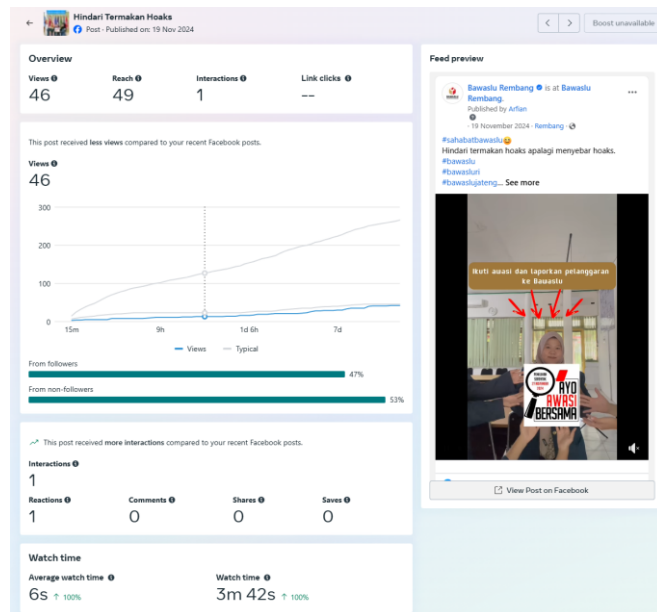 Hindari Termakan Hoaks
Post · Published on: 19 Nov 2024
Boost unavailable
Overview
Views
Reach
Interactions
Link clicks
46
49
1
--
This post received less views compared to your recent Facebook posts.
Views
46
300
200
100
0
15m
9h
1d 6h
7d
Views
Typical
From followers
47%
From non-followers
53%
This post received more interactions compared to your recent Facebook posts.
Interactions
1
Reactions
Comments
Shares
Saves
1
0
0
0
Watch time
Average watch time
Watch time
6s ↑ 100%
3m 42s ↑ 100%
Feed preview
Bawaslu Rembang is at Bawaslu
Rembang.
Published by Arfian
· 19 November 2024 · Rembang ·
#sahabatbawaslu😆
Hindari termakan hoaks apalagi menyebar hoaks.
#bawaslu
#bawasluri
#bawaslujateng... See more
Ikuti awasi dan laporkan pelanggaran
ke Bawaslu
AYO
AWASI
BERSAMA
View Post on Facebook